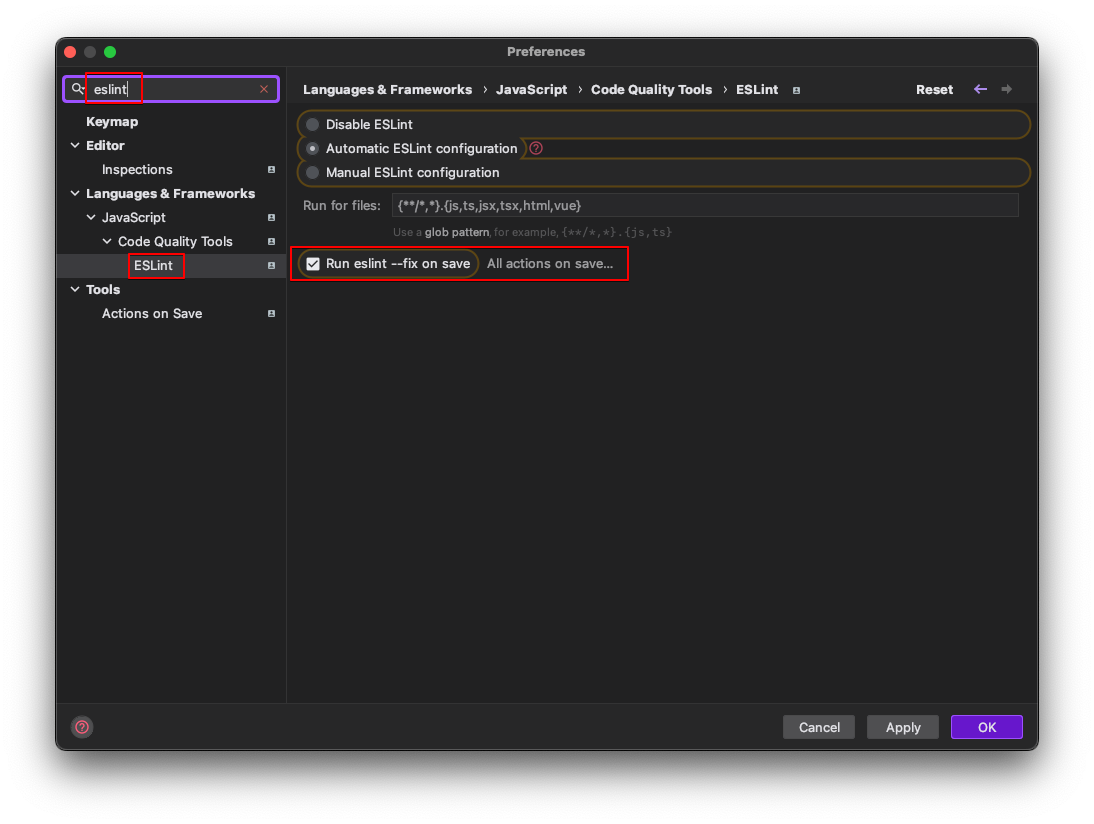 Preferences
eslint
Keymap
Editor
Inspections
Languages & Frameworks
JavaScript
Code Quality Tools
ESLint
Tools
Actions on Save
Languages & Frameworks › JavaScript › Code Quality Tools › ESLint Reset
Disable ESLint
Automatic ESLint configuration ?
Manual ESLint configuration
Run for files: {**/*,*}.{js,ts,jsx,tsx,html,vue}
Use a glob pattern, for example, {**/*,*}.{js,ts}
Run eslint --fix on save All actions on save...
? Cancel Apply OK